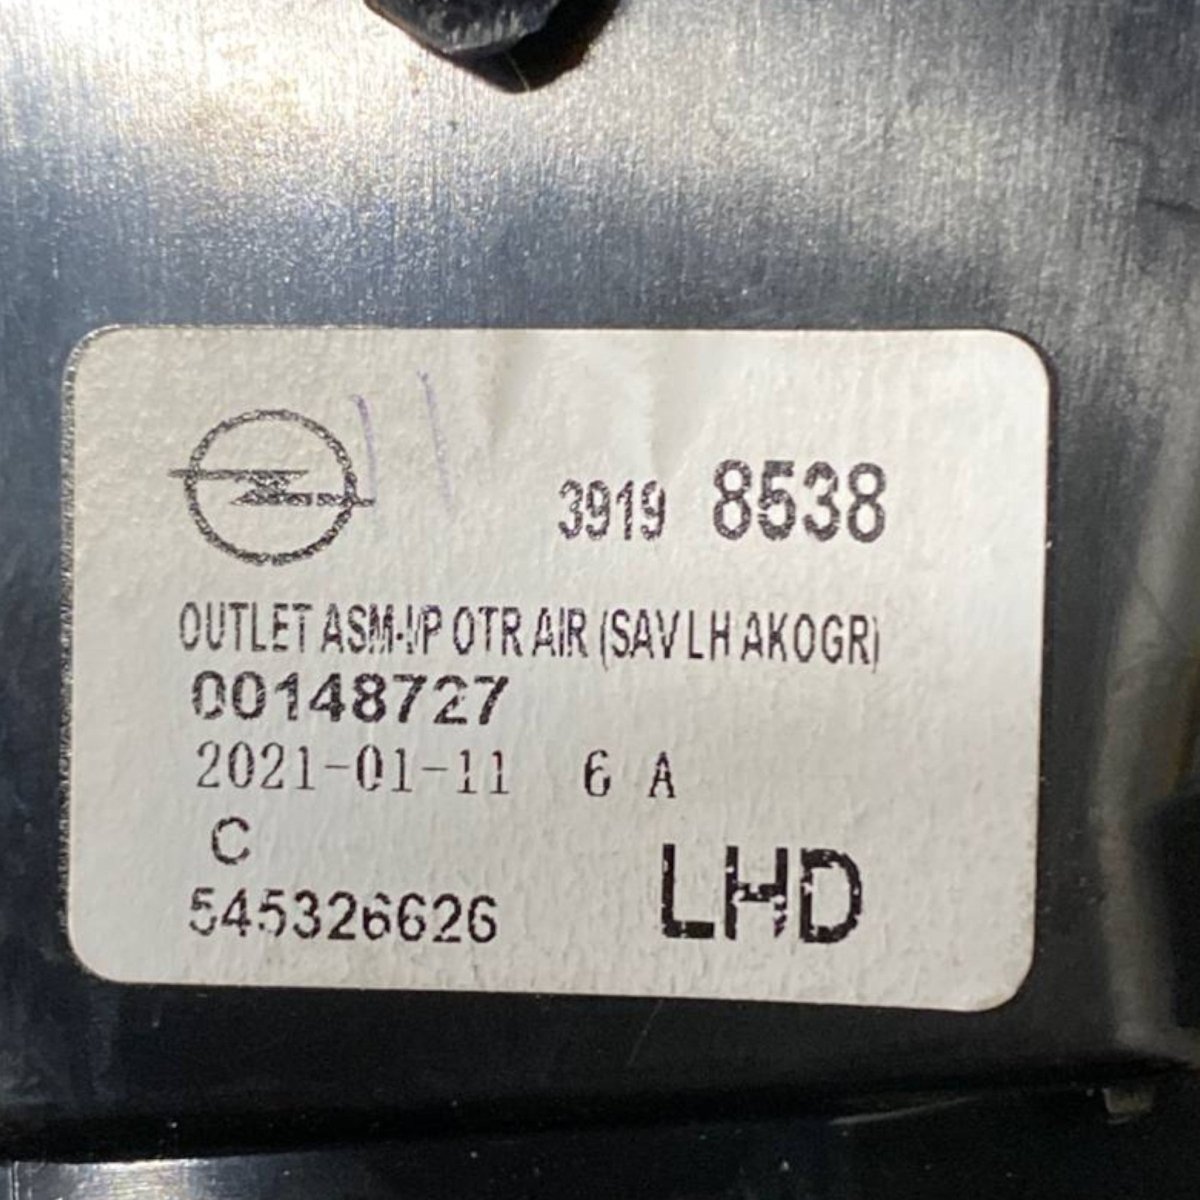 3919 8538
OUTLET ASM-I/P OTR AIR (SAV LH AKOGR)
00148727
2021-01-11 6 A
C
545326626 LHD